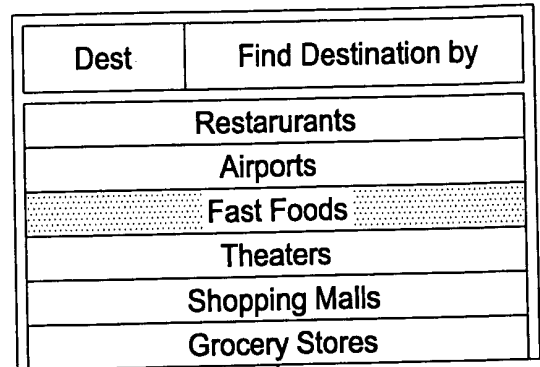 Dest Find Destination by
Restarurants
Airports
Fast Foods
Theaters
Shopping Malls
Grocery Stores